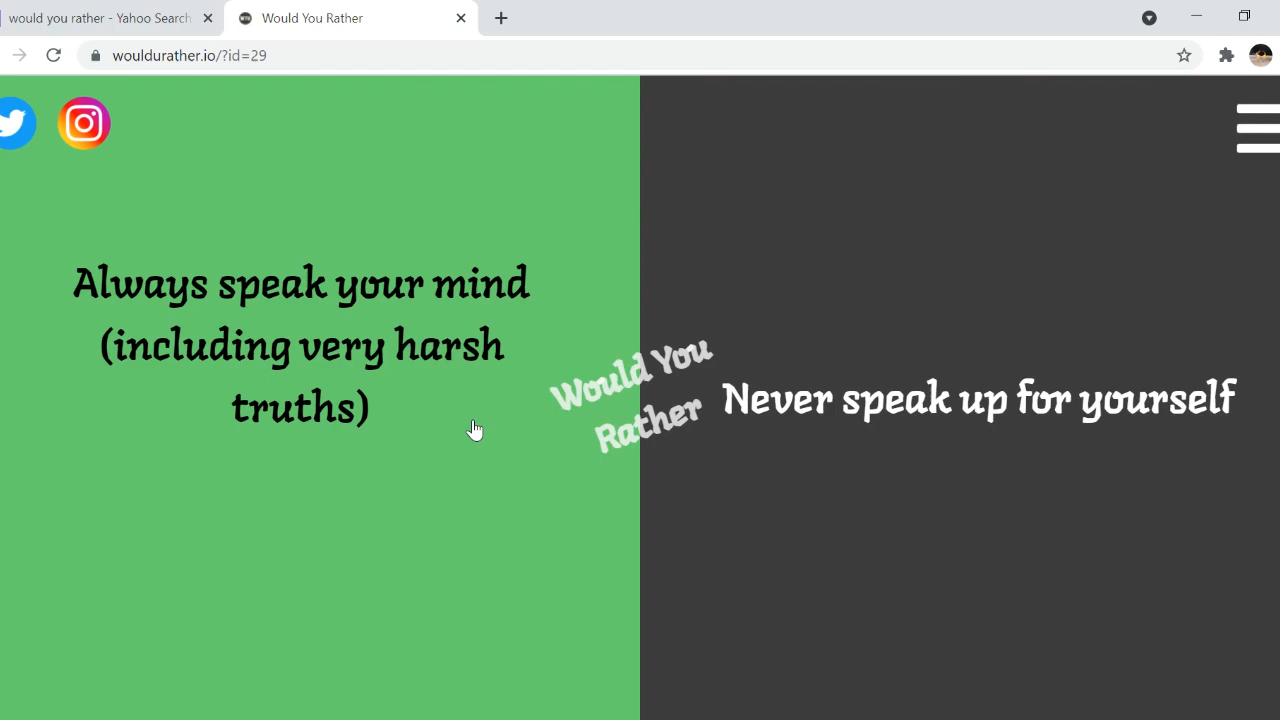 would you rather - Yahoo Search
Would You Rather
wouldurather.io/?id=29
Always speak your mind
(including very harsh
truths)
Would You
Rather
Never speak up for yourself